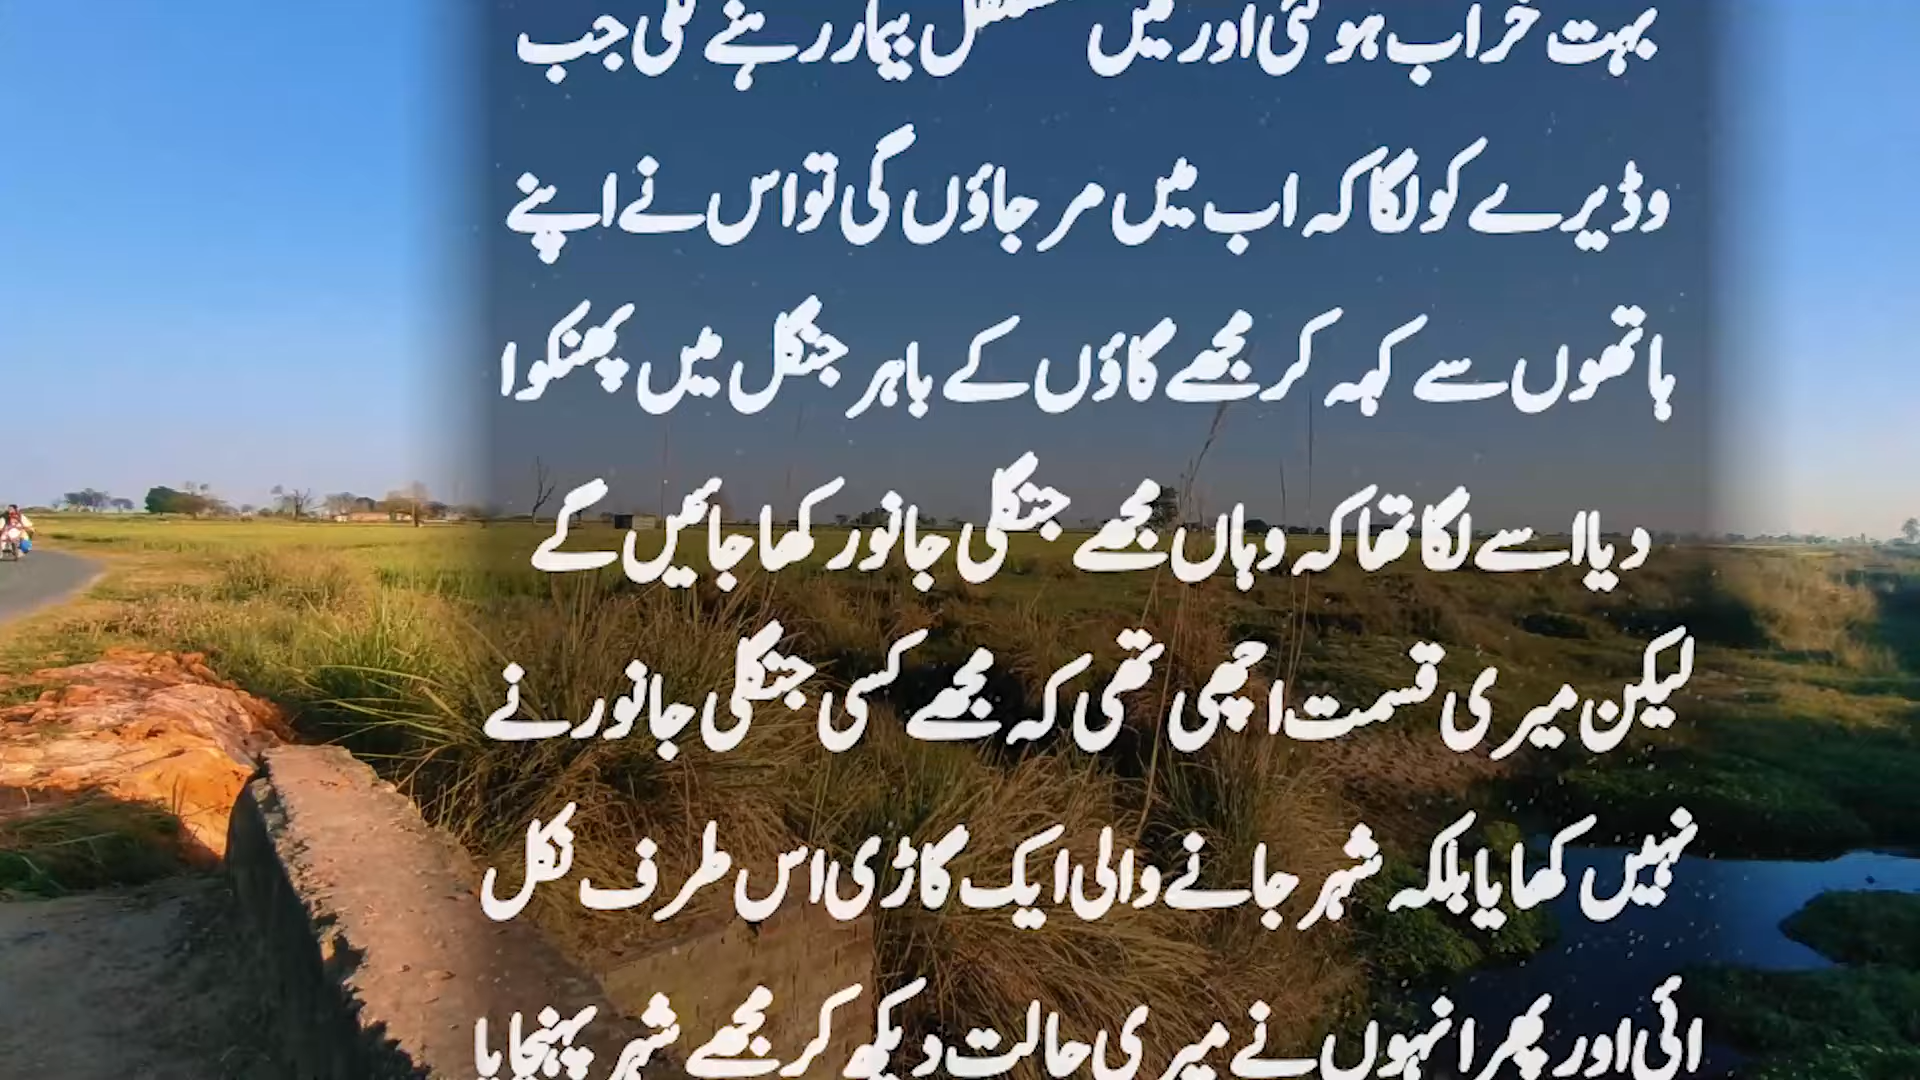 بہت خراب ہو گئی اور میں مستقل بیمار رہنے لگی جب
وڈیرے کو لگا کہ اب میں مر جاؤں گی تو اس نے اپنے
ہاتھوں سے کہہ کر مجھے گاؤں کے باہر جنگل میں پھنکوا
دیا اسے لگا تھا کہ وہاں مجھے جنگلی جانور کھا جائیں گے
لیکن میری قسمت اچھی تھی کہ مجھے کسی جنگلی جانور نے
نہیں کھایا بلکہ شہر جانے والی ایک گاڑی اس طرف نکل
ائی اور پھر انہوں نے میری حالت دیکھ کر مجھے شہر پہنچایا